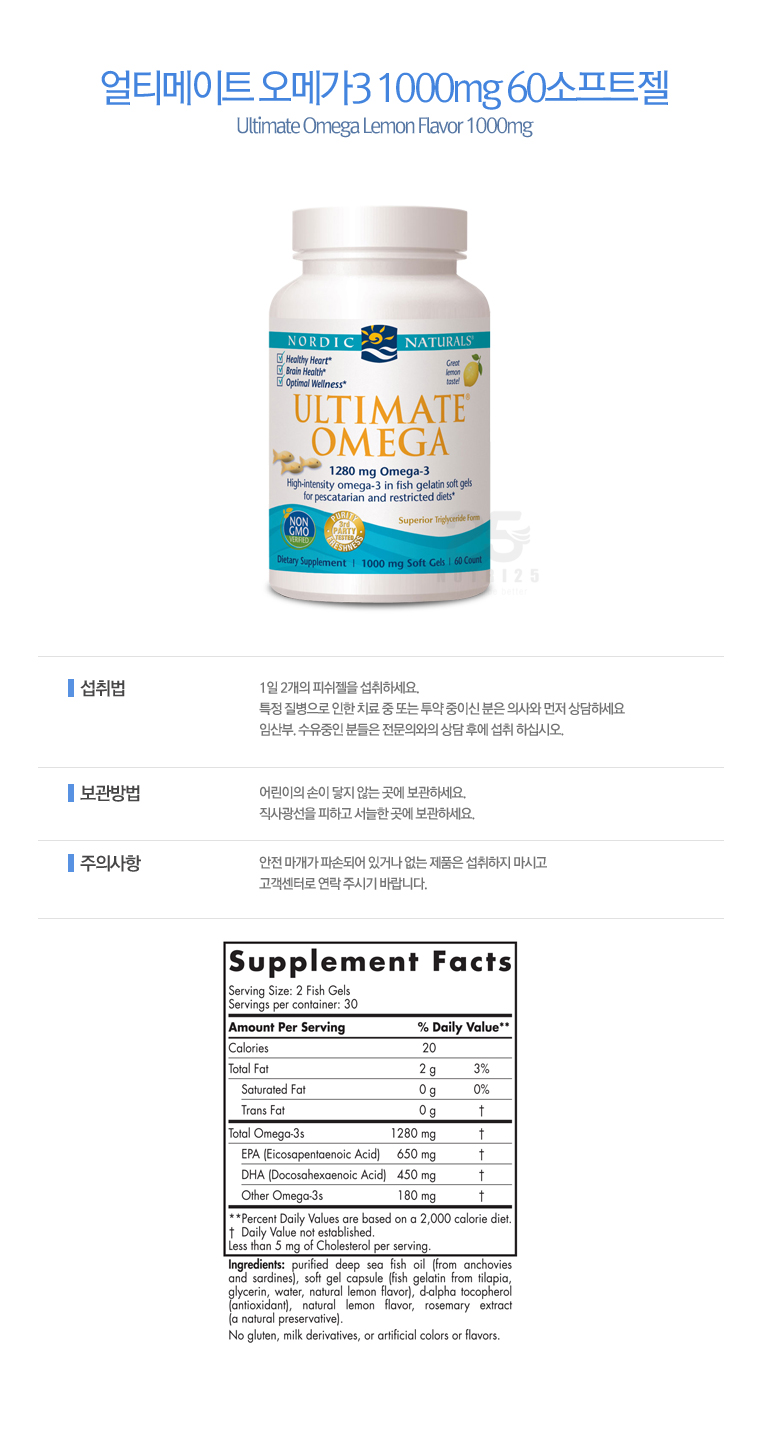 얼티메이트 오메가3 1000mg 60소프트젤
Ultimate Omega Lemon Flavor 1000mg
NORDIC NATURALS®
Healthy Heart*
Brain Health*
Optimal Wellness*
Great
lemon
taste!
ULTIMATE®
OMEGA
1280 mg Omega-3
High-intensity omega-3 in fish gelatin soft gels
for pescatarian and restricted diets*
NON
GMO
VERIFIED
PURITY
3rd
PARTY
TESTED
FRESHNESS
Superior Triglyceride Form
Dietary Supplement | 1000 mg Soft Gels | 60 Count
섭취법
1일 2개의 피쉬젤을 섭취하세요.
특정 질병으로 인한 치료 중 또는 투약 중이신 분은 의사와 먼저 상담하세요
임산부. 수유중인 분들은 전문의와의 상담 후에 섭취 하십시오.
보관방법
어린이의 손이 닿지 않는 곳에 보관하세요.
직사광선을 피하고 서늘한 곳에 보관하세요.
주의사항
안전 마개가 파손되어 있거나 없는 제품은 섭취하지 마시고
고객센터로 연락 주시기 바랍니다.
Supplement Facts
Serving Size: 2 Fish Gels
Servings per container: 30
Amount Per Serving % Daily Value**
Calories 20
Total Fat 2 g 3%
Saturated Fat 0 g 0%
Trans Fat 0 g †
Total Omega-3s 1280 mg †
EPA (Eicosapentaenoic Acid) 650 mg †
DHA (Docosahexaenoic Acid) 450 mg †
Other Omega-3s 180 mg †
**Percent Daily Values are based on a 2,000 calorie diet.
† Daily Value not established.
Less than 5 mg of Cholesterol per serving.
Ingredients: purified deep sea fish oil (from anchovies
and sardines), soft gel capsule (fish gelatin from tilapia,
glycerin, water, natural lemon flavor), d-alpha tocopherol
(antioxidant), natural lemon flavor, rosemary extract
(a natural preservative).
No gluten, milk derivatives, or artificial colors or flavors.